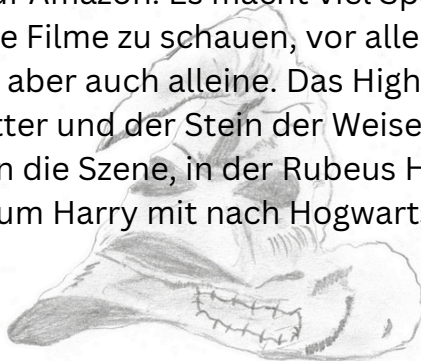 Amazon. Es macht viel Sp
e Filme zu schauen, vor alle
aber auch alleine. Das High
tter und der Stein der Weise
n die Szene, in der Rubeus H
um Harry mit nach Hogwarts